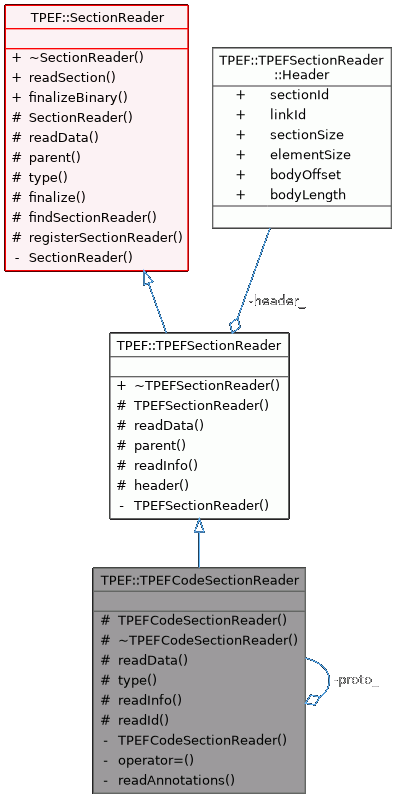 TPEF::SectionReader
+ ~SectionReader()
+ readSection()
+ finalizeBinary()
# SectionReader()
# readData()
# parent()
# type()
# finalize()
# findSectionReader()
# registerSectionReader()
- SectionReader()
TPEF::TPEFSectionReader
::Header
+ sectionId
+ linkId
+ sectionSize
+ elementSize
+ bodyOffset
+ bodyLength
-header_
TPEF::TPEFSectionReader
+ ~TPEFSectionReader()
# TPEFSectionReader()
# readData()
# parent()
# readInfo()
# header()
- TPEFSectionReader()
TPEF::TPEFCodeSectionReader
# TPEFCodeSectionReader()
# ~TPEFCodeSectionReader()
# readData()
# type()
# readInfo()
# readId()
- TPEFCodeSectionReader()
- operator=()
- readAnnotations()
-proto_